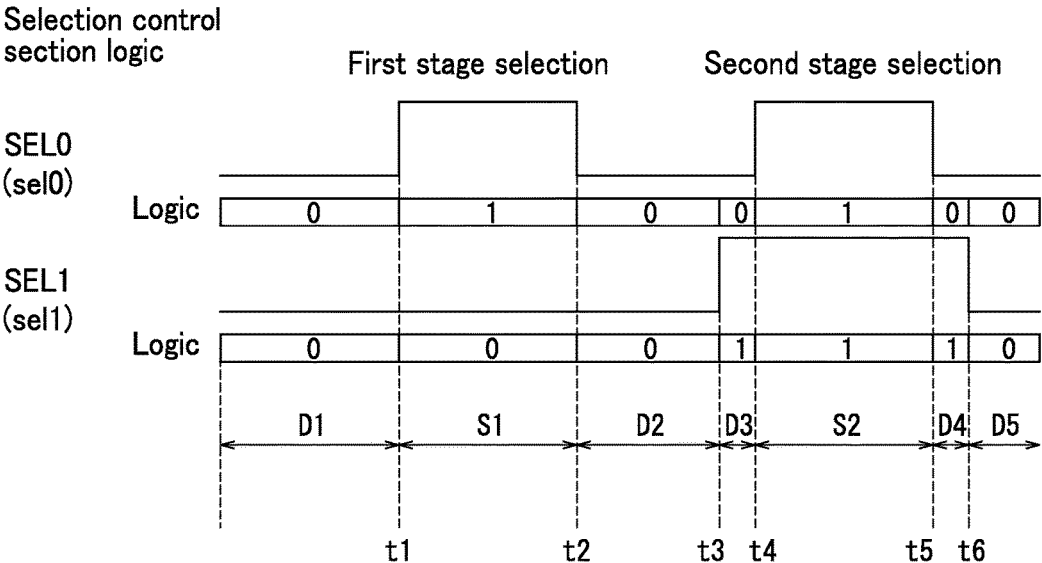 Selection control
section logic
First stage selection Second stage selection
SEL0
(sel0)
Logic 0 1 0 0 1 0 0
SEL1
(sel1)
Logic 0 0 0 1 1 1 0
D1 S1 D2 D3 S2 D4 D5
t1 t2 t3 t4 t5 t6